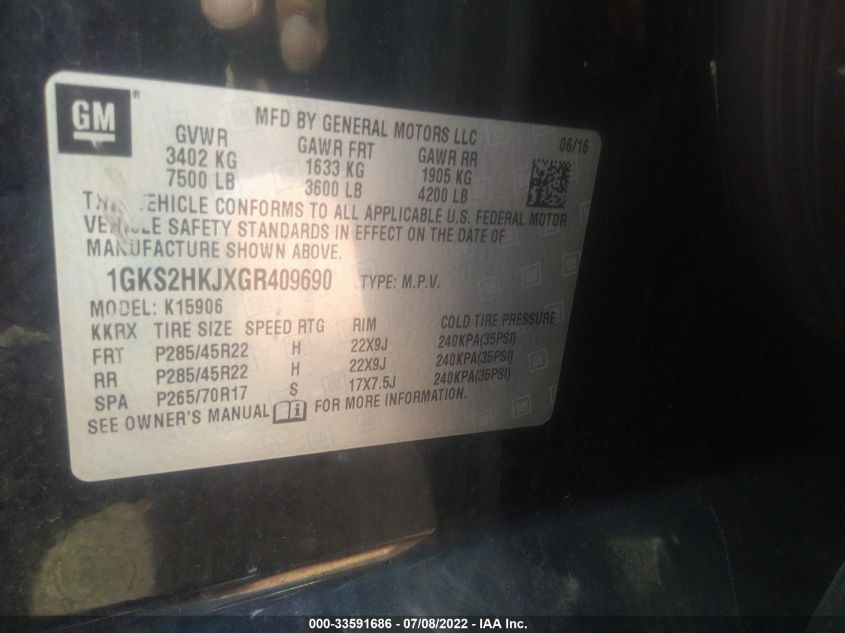 GM ®
MFD BY GENERAL MOTORS LLC
06/16
GVWR GAWR FRT GAWR RR
3402 KG 1633 KG 1905 KG
7500 LB 3600 LB 4200 LB
VEHICLE CONFORMS TO ALL APPLICABLE U.S. FEDERAL MOTOR
VEHICLE SAFETY STANDARDS IN EFFECT ON THE DATE OF
MANUFACTURE SHOWN ABOVE.
1GKS2HKJXGR409690 TYPE: M.P.V.
MODEL: K15906
KKRX TIRE SIZE SPEED RTG RIM COLD TIRE PRESSURE
FRT P285/45R22 H 22X9J 240KPA(35PSI)
RR P285/45R22 H 22X9J 240KPA(35PSI)
SPA P265/70R17 S 17X7.5J 240KPA(35PSI)
SEE OWNER'S MANUAL FOR MORE INFORMATION.
000-33591686 - 07/08/2022 - IAA Inc.